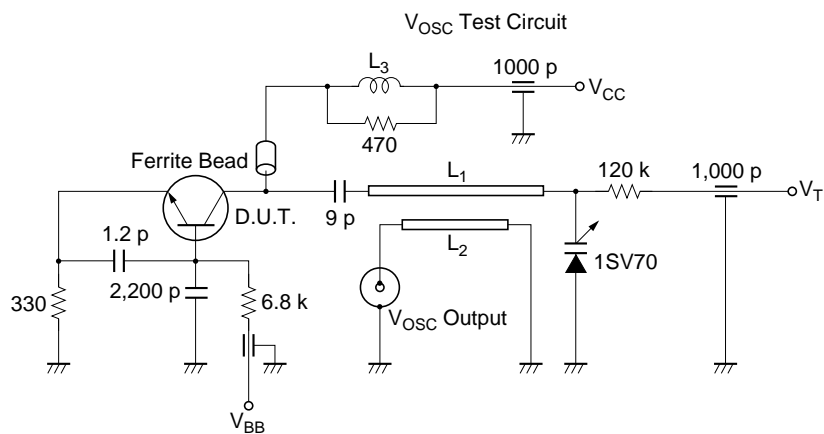 V_OSC Test Circuit
L_3
1000 p
V_CC
470
Ferrite Bead
120 k
1,000 p
L_1
V_T
D.U.T.
9 p
1.2 p
L_2
1SV70
330
2,200 p
6.8 k
V_OSC Output
V_BB